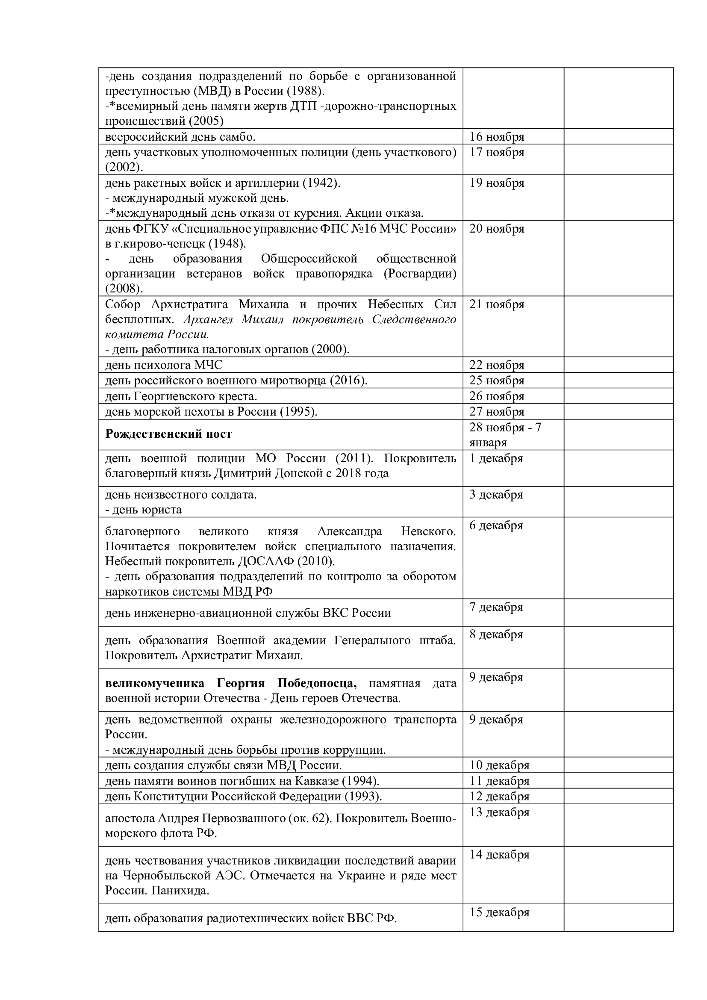 -день создания подразделений по борьбе с организованной
преступностью (МВД) в России (1988).
-*всемирный день памяти жертв ДТП -дорожно-транспортных
происшествий (2005)
всероссийский день самбо.
16 ноября
день участковых уполномоченных полиции (день участкового)
(2002).
17 ноября
день ракетных войск и артиллерии (1942).
- международный мужской день.
-*международный день отказа от курения. Акции отказа.
19 ноября
день ФГКУ «Специальное управление ФПС №16 МЧС России»
в г.кирово-чепецк (1948).
- день образования Общероссийской общественной
организации ветеранов войск правопорядка (Росгвардии)
(2008).
20 ноября
Собор Архистратига Михаила и прочих Небесных Сил
бесплотных. Архангел Михаил покровитель Следственного
комитета России.
- день работника налоговых органов (2000).
21 ноября
день психолога МЧС
22 ноября
день российского военного миротворца (2016).
25 ноября
день Георгиевского креста.
26 ноября
день морской пехоты в России (1995).
27 ноября
Рождественский пост
28 ноября - 7
января
день военной полиции МО России (2011). Покровитель
благоверный князь Димитрий Донской с 2018 года
1 декабря
день неизвестного солдата.
- день юриста
3 декабря
благоверного великого князя Александра Невского.
Почитается покровителем войск специального назначения.
Небесный покровитель ДОСААФ (2010).
- день образования подразделений по контролю за оборотом
наркотиков системы МВД РФ
6 декабря
день инженерно-авиационной службы ВКС России
7 декабря
день образования Военной академии Генерального штаба.
Покровитель Архистратиг Михаил.
8 декабря
великомученика Георгия Победоносца, памятная дата
военной истории Отечества - День героев Отечества.
9 декабря
день ведомственной охраны железнодорожного транспорта
России.
- международный день борьбы против коррупции.
9 декабря
день создания службы связи МВД России.
10 декабря
день памяти воинов погибших на Кавказе (1994).
11 декабря
день Конституции Российской Федерации (1993).
12 декабря
апостола Андрея Первозванного (ок. 62). Покровитель Военно-
морского флота РФ.
13 декабря
день чествования участников ликвидации последствий аварии
на Чернобыльской АЭС. Отмечается на Украине и ряде мест
России. Панихида.
14 декабря
день образования радиотехнических войск ВВС РФ.
15 декабря